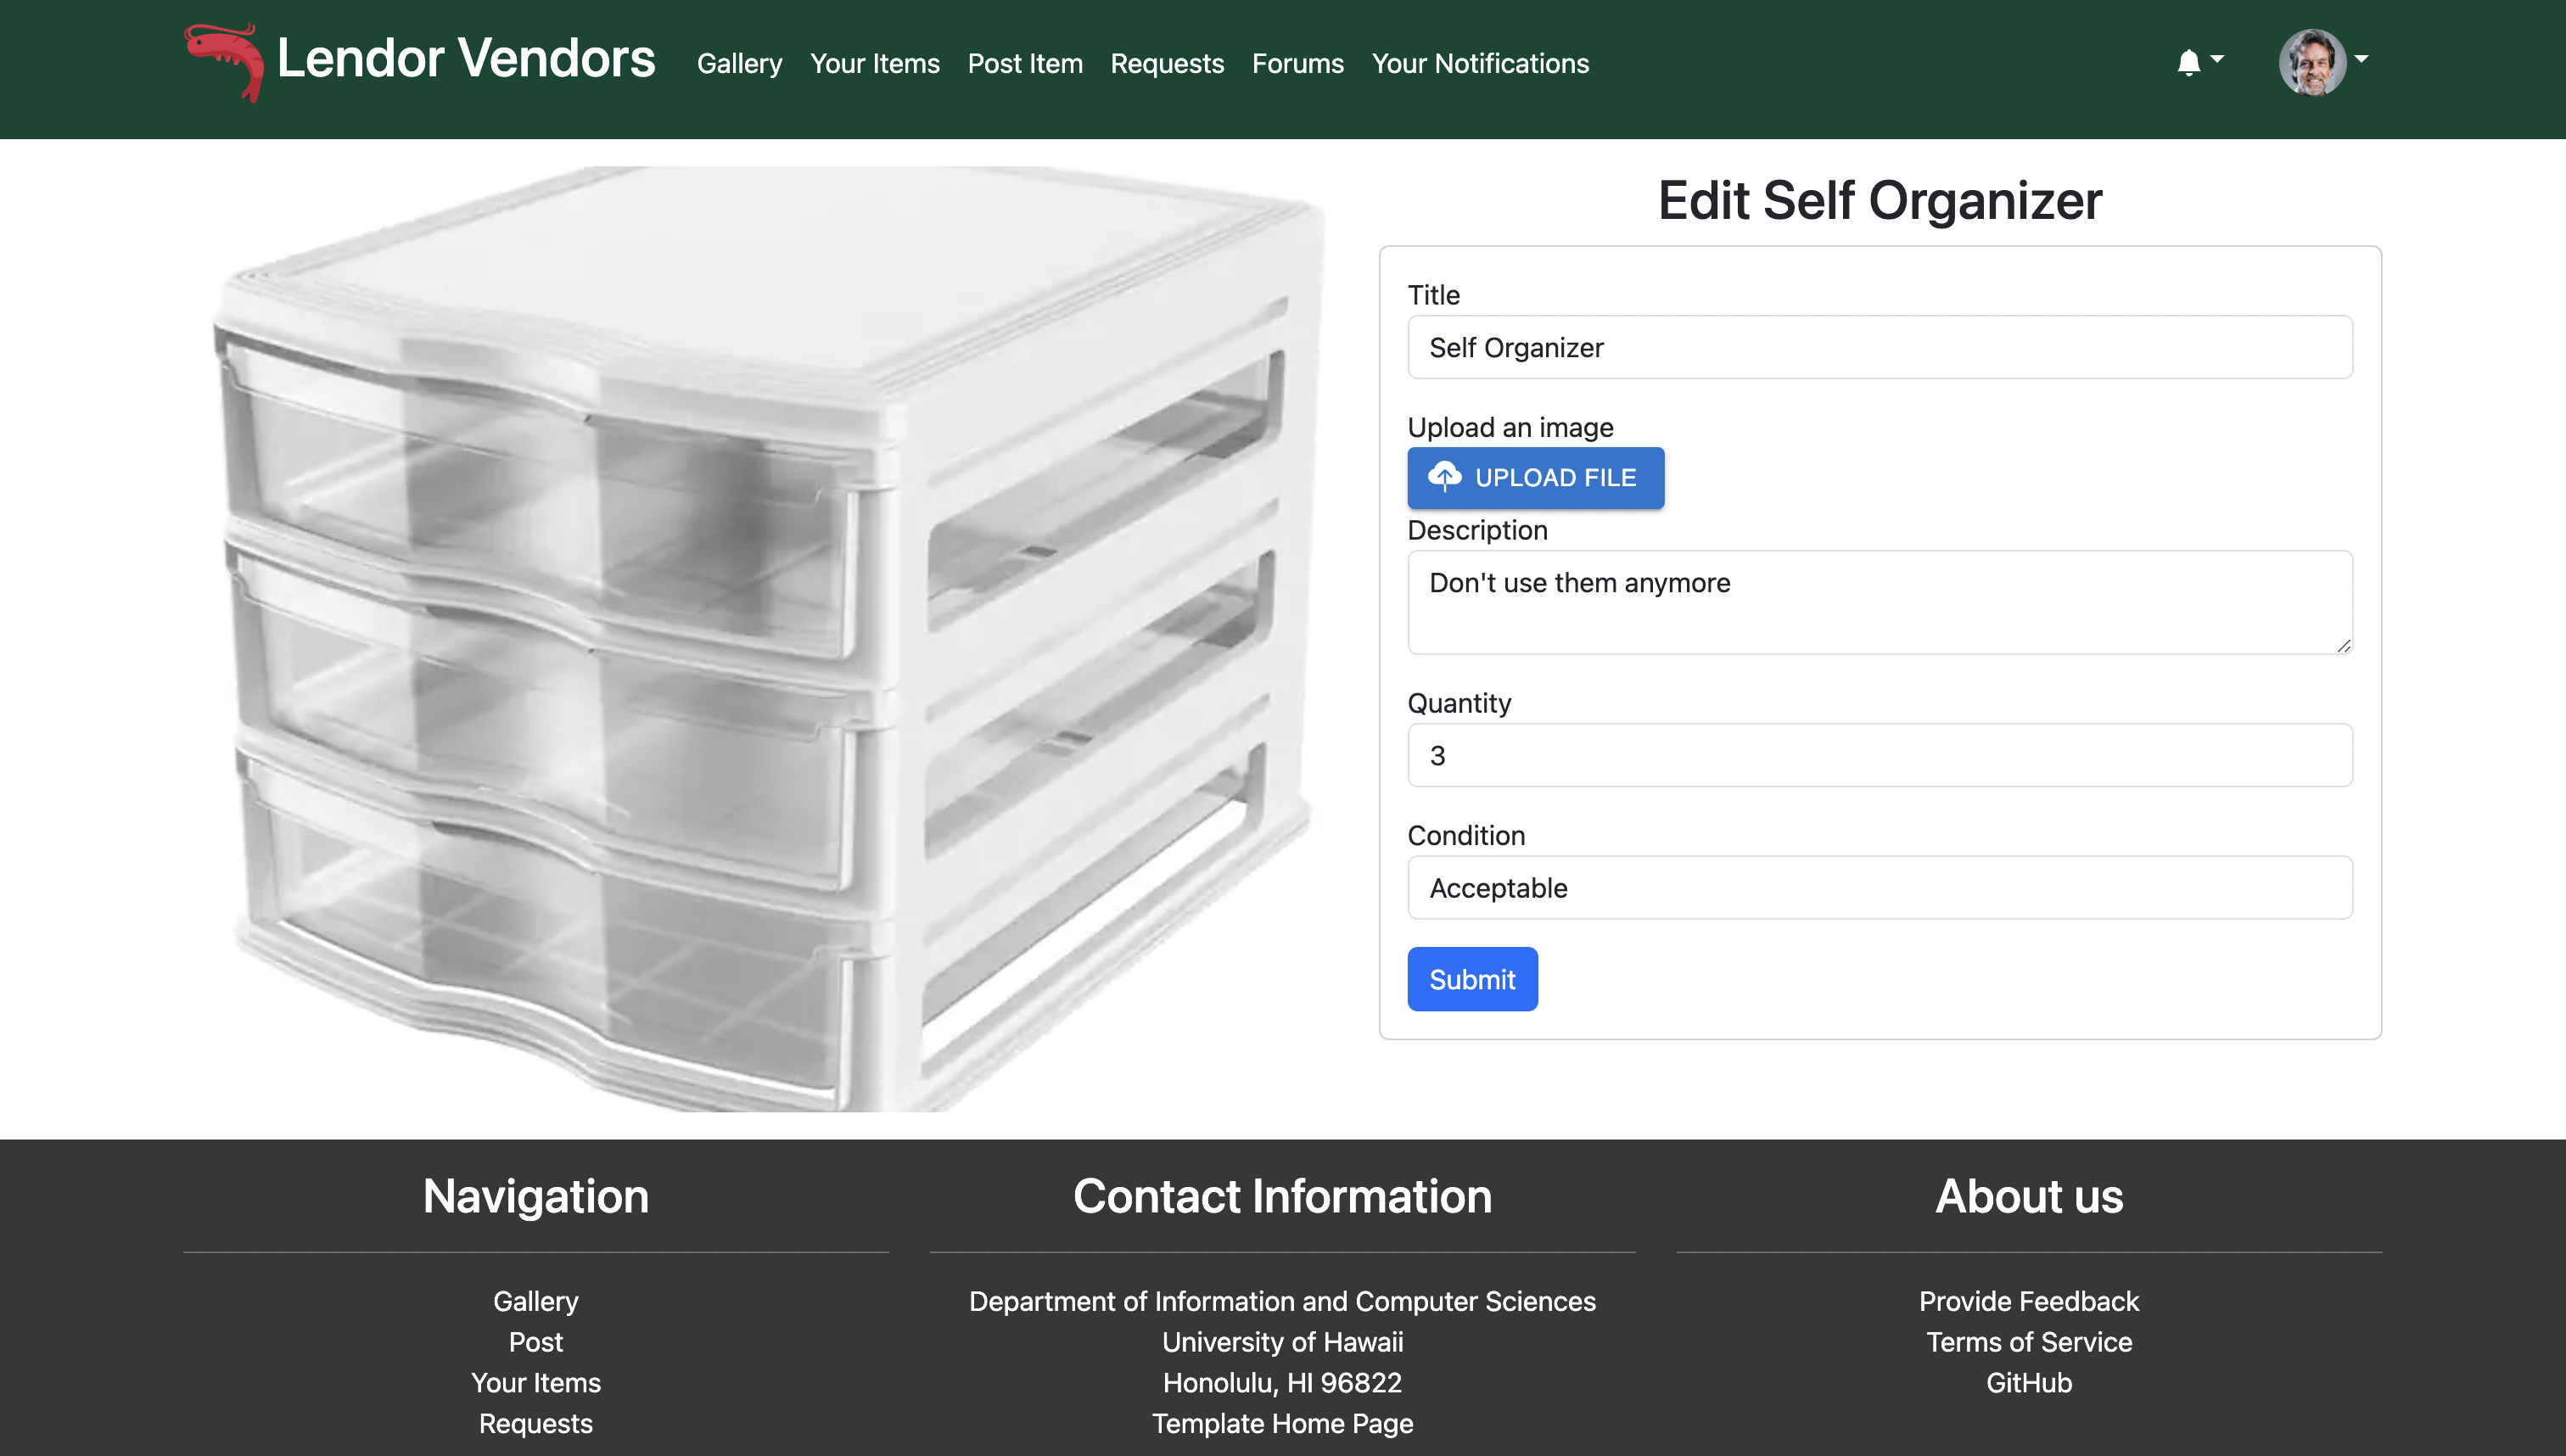 Lendor Vendors
Gallery Your Items Post Item Requests Forums Your Notifications
Edit Self Organizer
Title
Self Organizer
Upload an image
UPLOAD FILE
Description
Don't use them anymore
Quantity
3
Condition
Acceptable
Submit
Navigation
Gallery
Post
Your Items
Requests
Contact Information
Department of Information and Computer Sciences
University of Hawaii
Honolulu, HI 96822
Template Home Page
About us
Provide Feedback
Terms of Service
GitHub